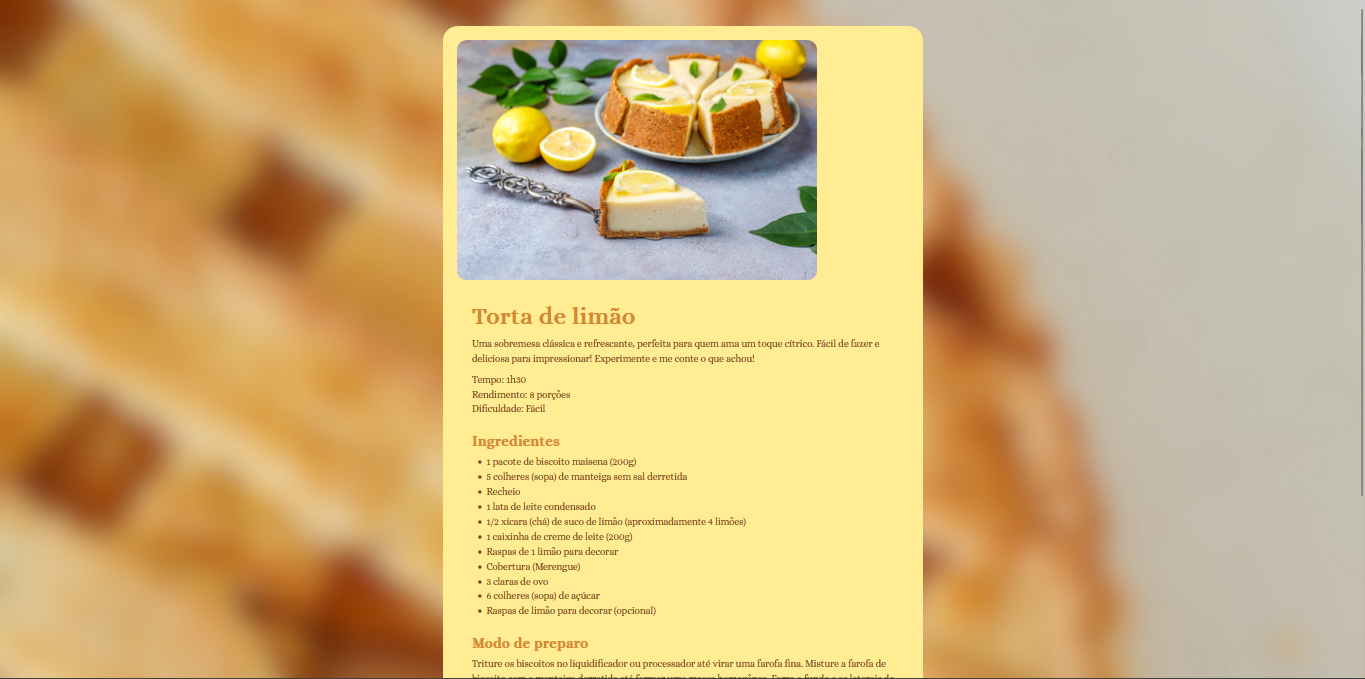 Torta de limão
Uma sobremesa clássica e refrescante, perfeita para quem ama um toque cítrico. Fácil de fazer e
deliciosa para impressionar! Experimente e me conte o que achou!
Tempo: 1h30
Rendimento: 8 porções
Dificuldade: Fácil
Ingredientes
• 1 pacote de biscoito maisena (200g)
• 5 colheres (sopa) de manteiga sem sal derretida
• Recheio
• 1 lata de leite condensado
• 1/2 xícara (chá) de suco de limão (aproximadamente 4 limões)
• 1 caixinha de creme de leite (200g)
• Raspas de 1 limão para decorar
• Cobertura (Merengue)
• 3 claras de ovo
• 6 colheres (sopa) de açúcar
• Raspas de limão para decorar (opcional)
Modo de preparo
Triture os biscoitos no liquidificador ou processador até virar uma farofa fina. Misture a farofa de